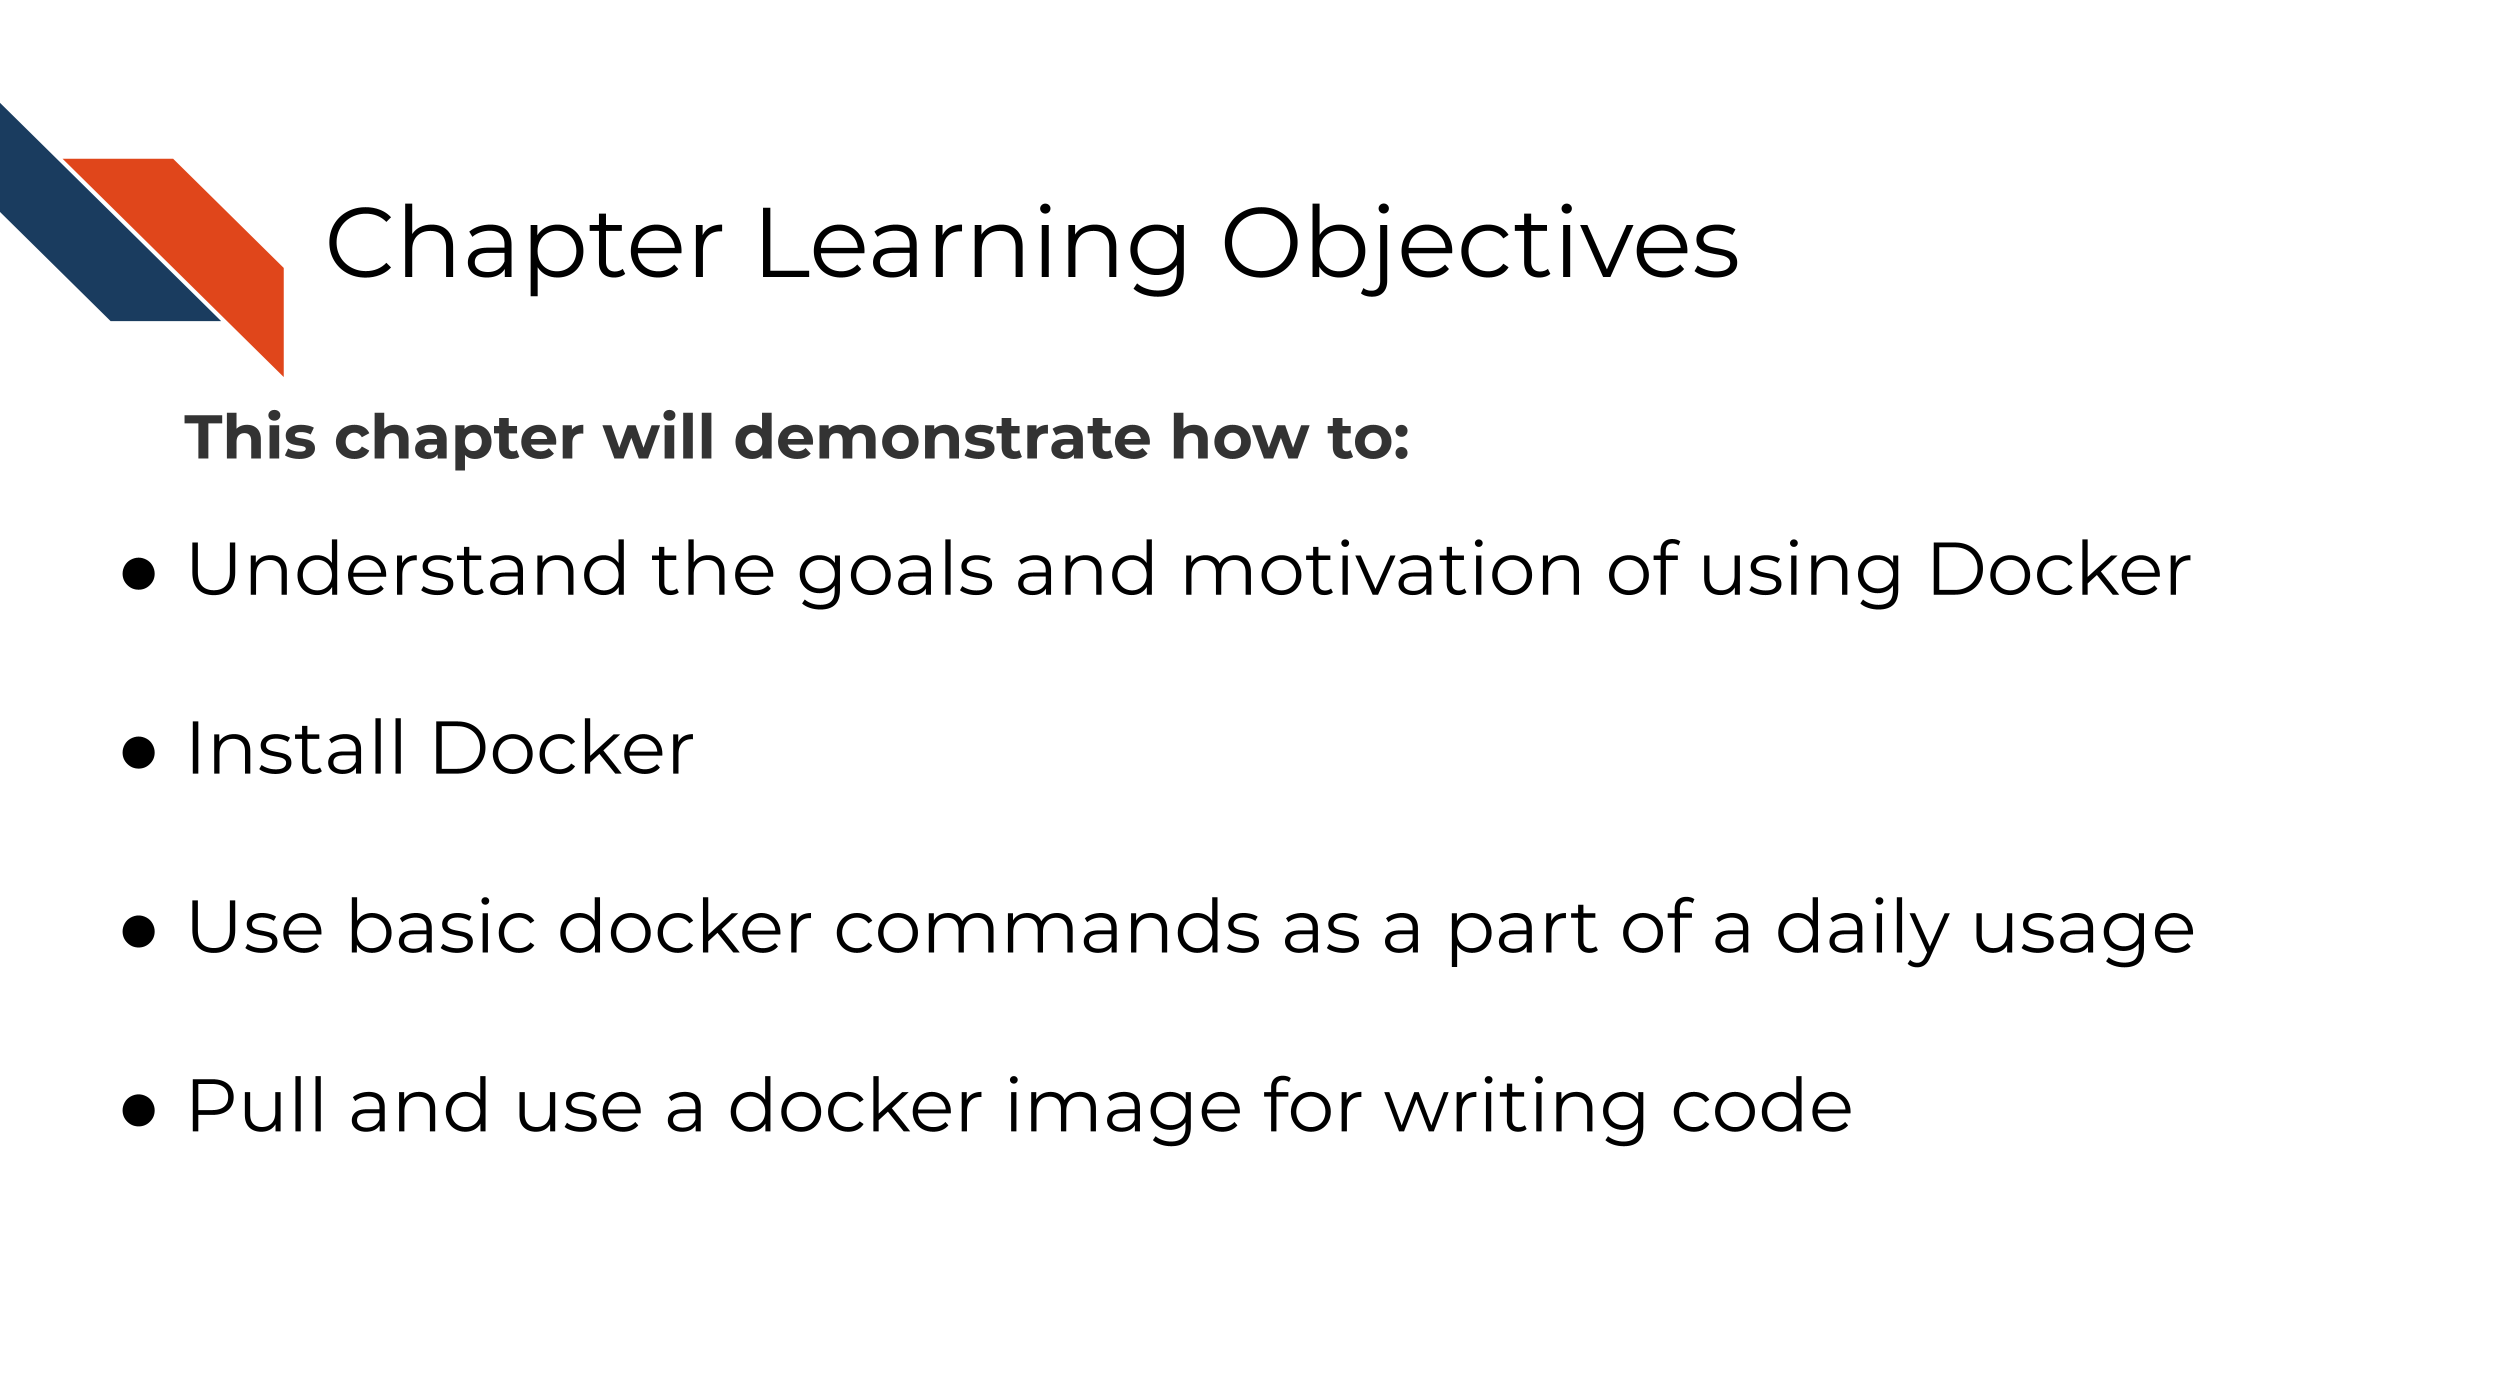 Chapter Learning Objectives
This chapter will demonstrate how to:
● Understand the goals and motivation of using Docker
● Install Docker
● Use basic docker commands as a part of a daily usage
● Pull and use a docker image for writing code